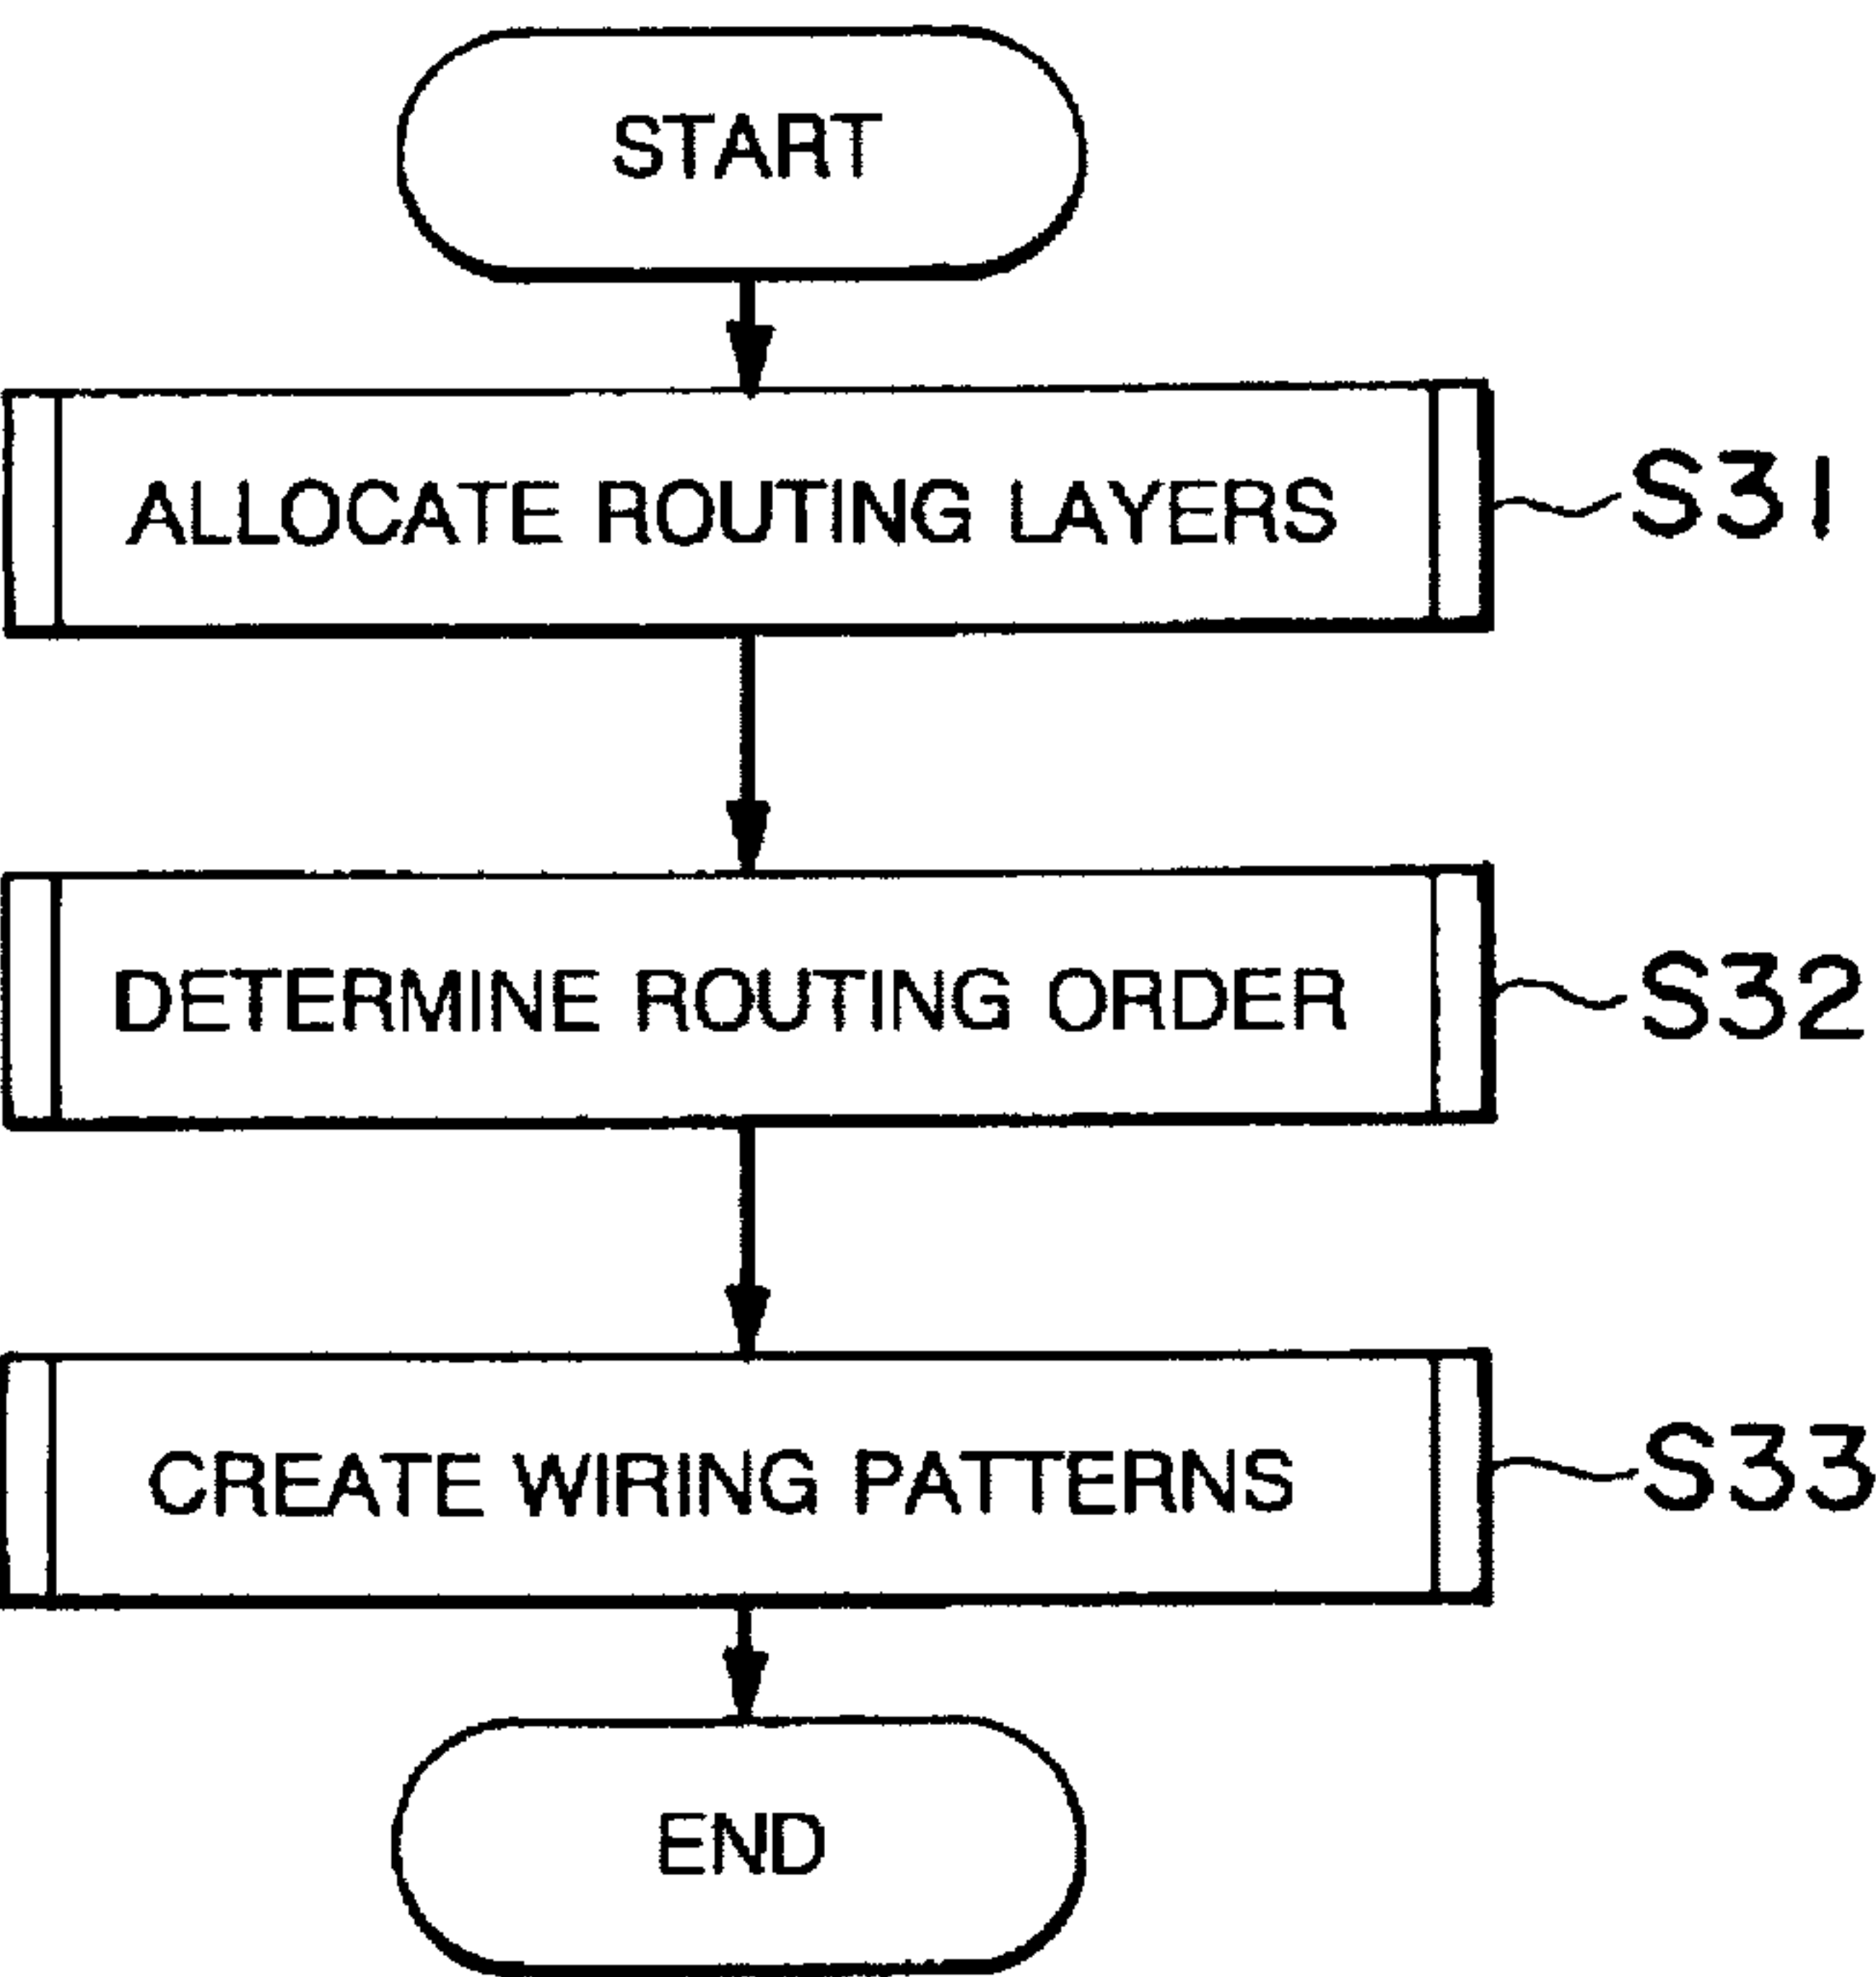 START
ALLOCATE ROUTING LAYERS
S31
DETERMINE ROUTING ORDER
S32
CREATE WIRING PATTERNS
S33
END